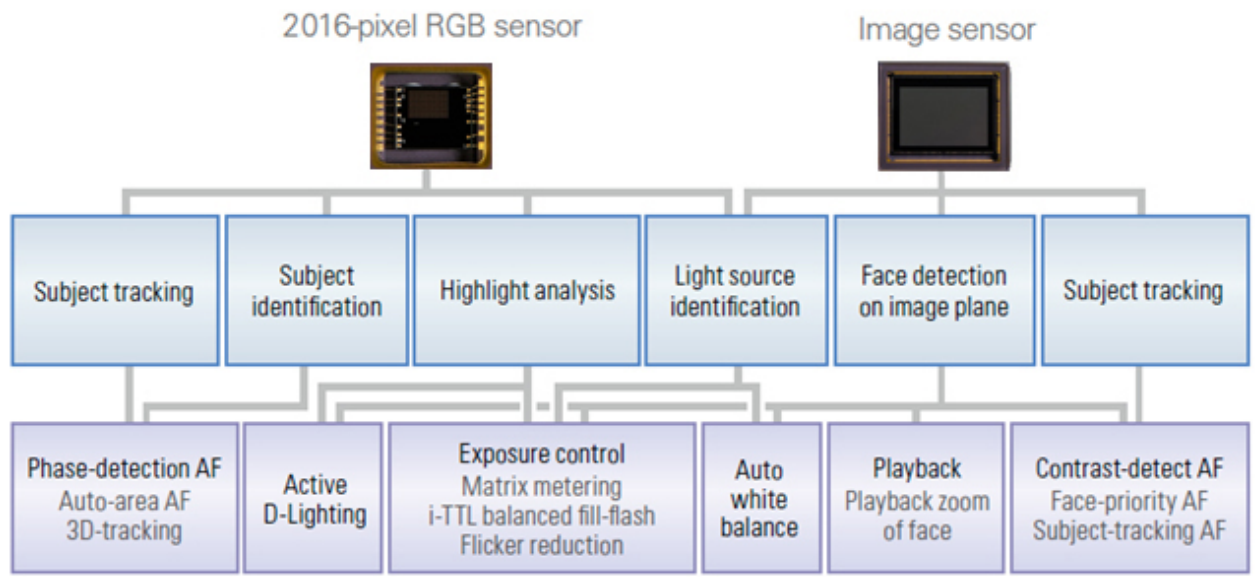 2016-pixel RGB sensor
Image sensor
Subject tracking
Subject
identification
Highlight analysis
Light source
identification
Face detection
on image plane
Subject tracking
Phase-detection AF
Auto-area AF
3D-tracking
Active
D-Lighting
Exposure control
Matrix metering
i-TTL balanced fill-flash
Flicker reduction
Auto
white
balance
Playback
Playback zoom
of face
Contrast-detect AF
Face-priority AF
Subject-tracking AF